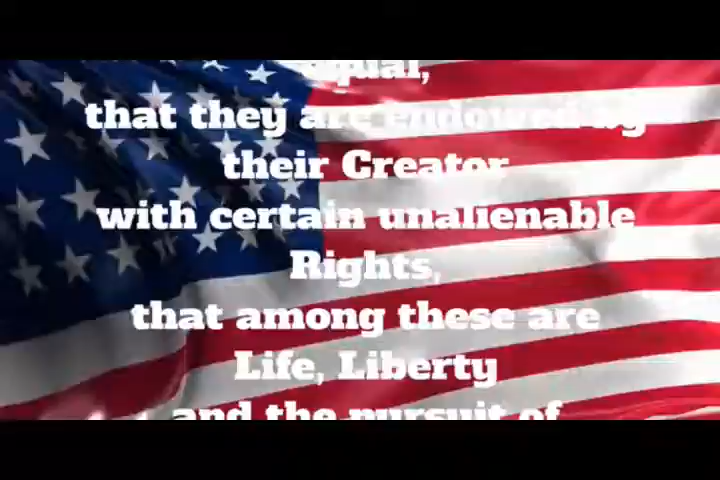 equal,
that they are endowed by
their Creator
with certain unalienable
Rights,
that among these are
Life, Liberty
and the pursuit of